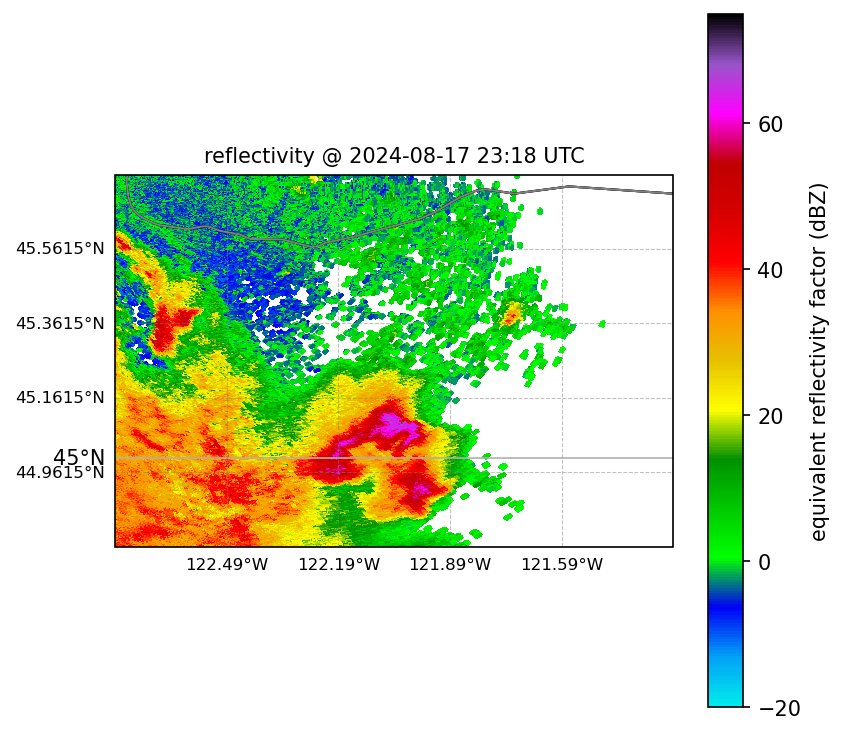 reflectivity @ 2024-08-17 23:18 UTC
45.5615°N
45.3615°N
45.1615°N
45°N
44.9615°N
122.49°W 122.19°W 121.89°W 121.59°W
60
40
20
0
−20
equivalent reflectivity factor (dBZ)